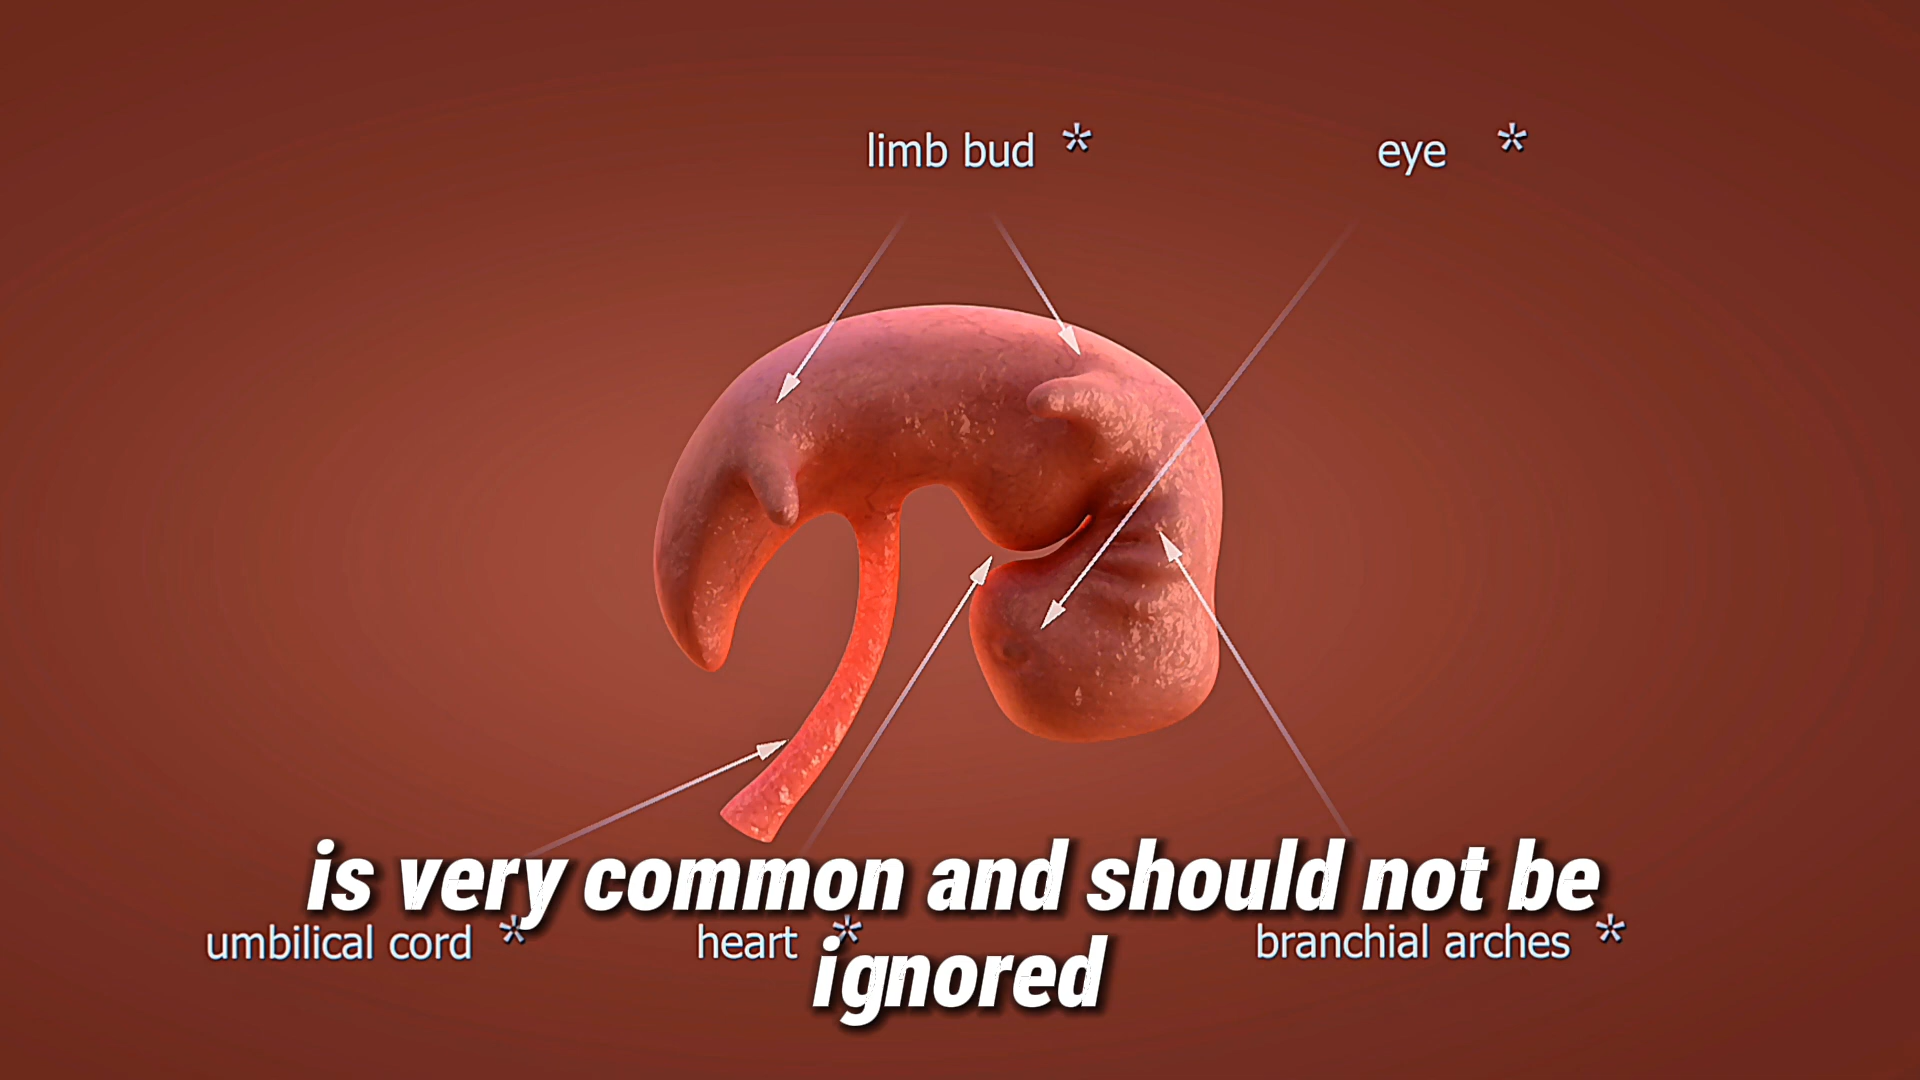 limb bud *
eye *
is very common and should not be
umbilical cord *
heart *
branchial arches *
ignored